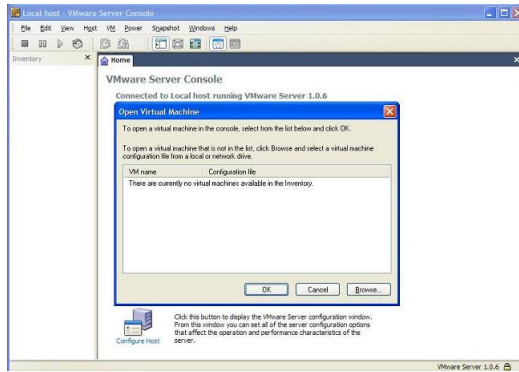 Local host - VMware Server Console
File Edit View Host VM Power Snapshot Windows Help
Inventory
Home
VMware Server Console
Connected to Local host running VMware Server 1.0.6
Open Virtual Machine
To open a virtual machine in the console, select from the list below and click OK.
To open a virtual machine that is not in the list, click Browse and select a virtual machine
configuration file from a local or network drive.
VM name Configuration file
There are currently no virtual machines available in the Inventory.
OK Cancel Browse...
Click this button to display the VMware Server configuration window.
From this window you can set all of the server configuration options
that affect the operation and performance characteristics of the
server.
Configure Host
VMware Server 1.0.6